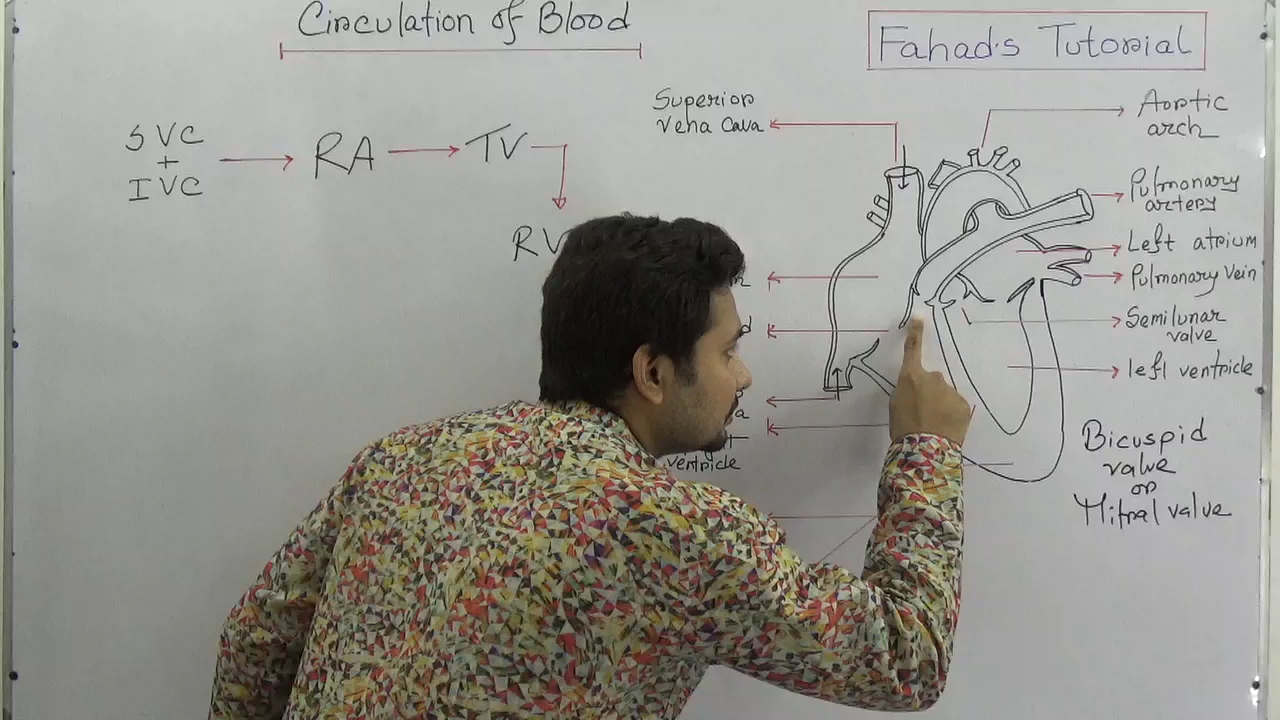 Circulation of Blood
Fahad's Tutorial
SVC
+
IVC
RA
TV
RV
Superior
Vena Cava
Aortic
arch
Pulmonary
artery
Left atrium
Pulmonary Vein
Semilunar
valve
left ventricle
Bicuspid
valve
or
Mitral valve
ventricle